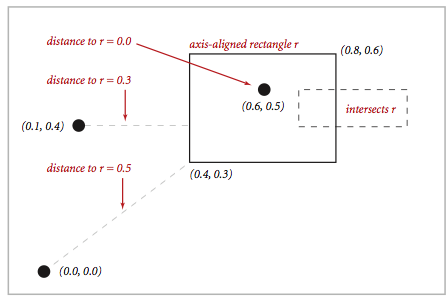 distance to r = 0.0
axis-aligned rectangle r
(0.8, 0.6)
distance to r = 0.3
(0.6, 0.5)
intersects r
(0.1, 0.4)
distance to r = 0.5
(0.4, 0.3)
(0.0, 0.0)